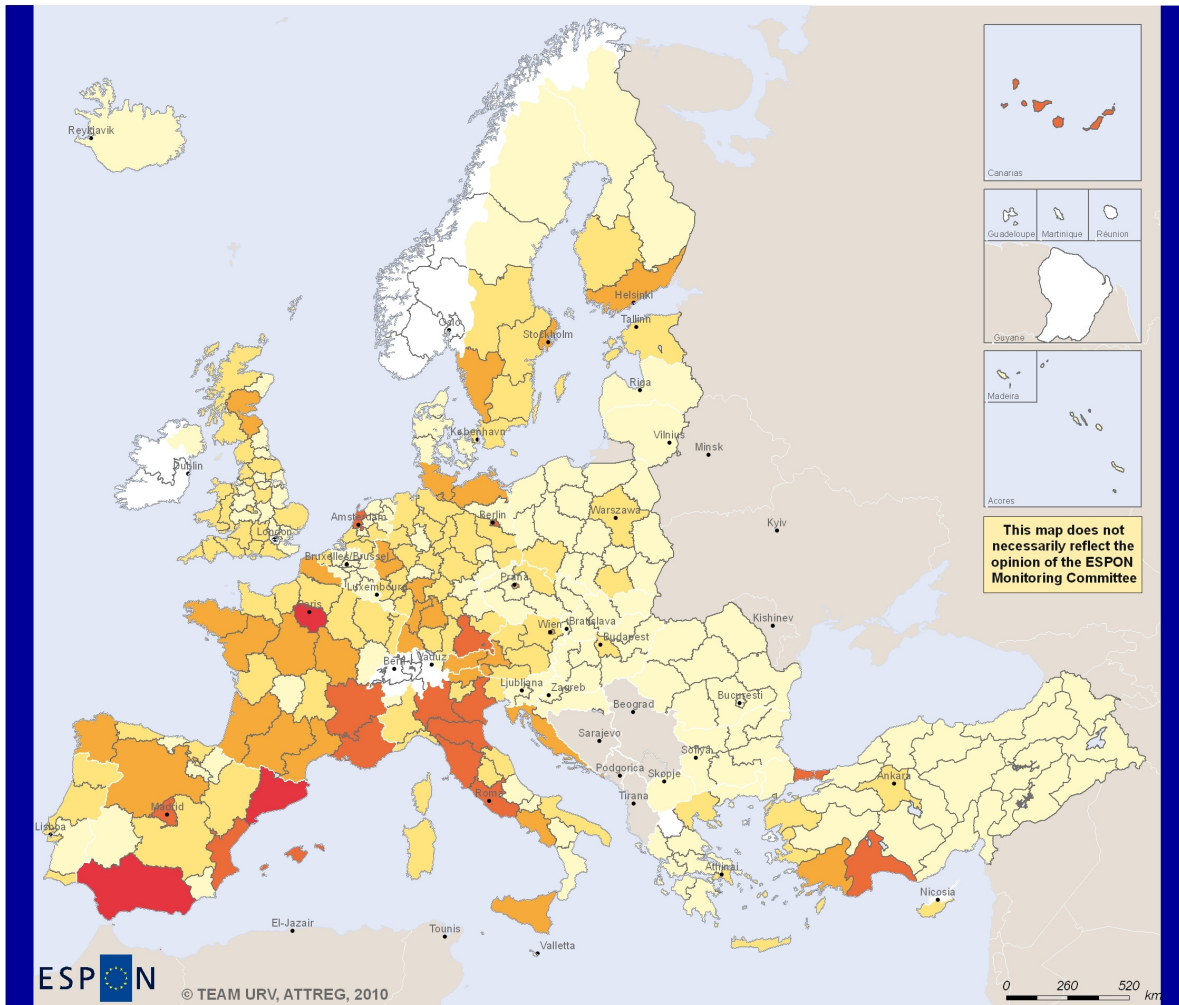 Reykjavik
Canarias
Guadeloupe
Martinique
Réunion
Guyane
Madeira
Acores
This map does not
necessarily reflect the
opinion of the ESPON
Monitoring Committee
Oslo
Helsinki
Tallinn
Stockholm
Riga
København
Vilnius
Minsk
Dublin
Amsterdam
Berlin
Warszawa
London
Bruxelles/Brussel
Kyiv
Luxembourg
Praha
Paris
Wien
Bratislava
Kishinev
Budapest
Bern
Vaduz
Ljubljana
Zagreb
Beograd
Bucuresti
Sarajevo
Sofiya
Podgorica
Skopje
Ankara
Madrid
Roma
Tirana
Lisboa
Athinai
Nicosia
El-Jazair
Tounis
Valletta
ESPON
© TEAM URV, ATTREG, 2010
0 260 520
km